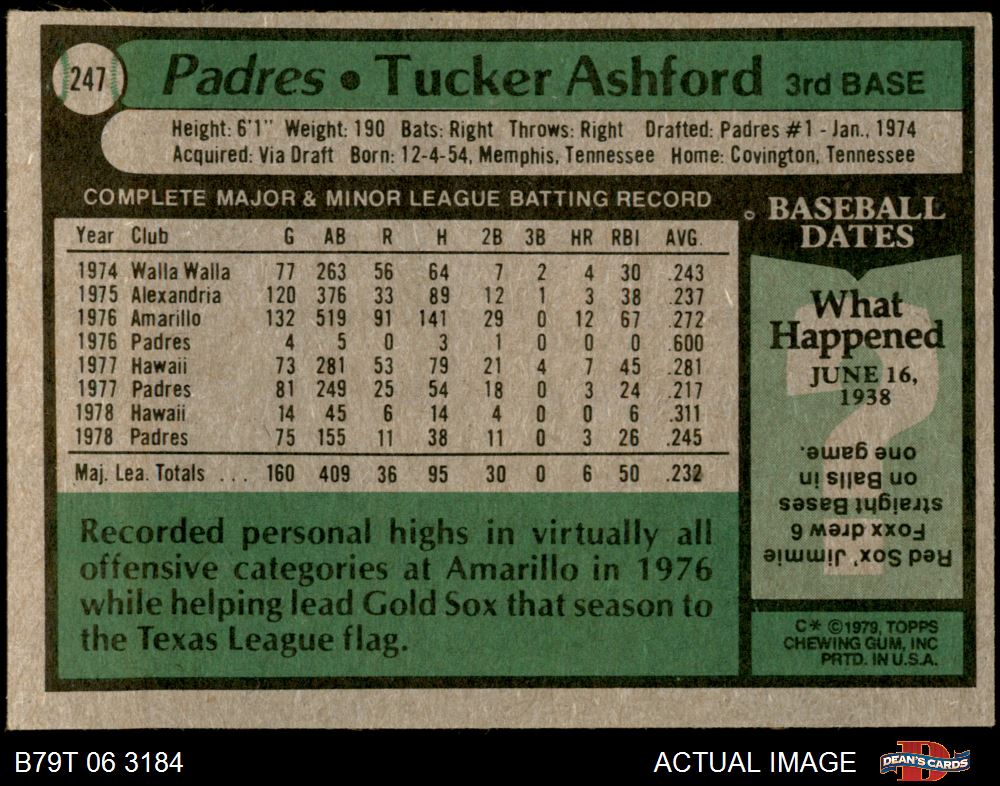 247
Padres • Tucker Ashford 3rd BASE
Height: 6'1" Weight: 190 Bats: Right Throws: Right Drafted: Padres #1 - Jan., 1974
Acquired: Via Draft Born: 12-4-54, Memphis, Tennessee Home: Covington, Tennessee
COMPLETE MAJOR & MINOR LEAGUE BATTING RECORD
Year Club G AB R H 2B 3B HR RBI AVG.
1974 Walla Walla 77 263 56 64 7 2 4 30 .243
1975 Alexandria 120 376 33 89 12 1 3 38 .237
1976 Amarillo 132 519 91 141 29 0 12 67 .272
1976 Padres 4 5 0 3 1 0 0 0 .600
1977 Hawaii 73 281 53 79 21 4 7 45 .281
1977 Padres 81 249 25 54 18 0 3 24 .217
1978 Hawaii 14 45 6 14 4 0 0 6 .311
1978 Padres 75 155 11 38 11 0 3 26 .245
Maj. Lea. Totals ... 160 409 36 95 30 0 6 50 .232
Recorded personal highs in virtually all
offensive categories at Amarillo in 1976
while helping lead Gold Sox that season to
the Texas League flag.
BASEBALL
DATES
What
Happened
JUNE 16,
1938
?
Red Sox', Jimmie
Foxx drew 6
straight Bases
on Balls in
one game.
C* ©1979, TOPPS
CHEWING GUM, INC
PRTD. IN U.S.A.
B79T 06 3184
ACTUAL IMAGE
D
DEAN'S CARDS